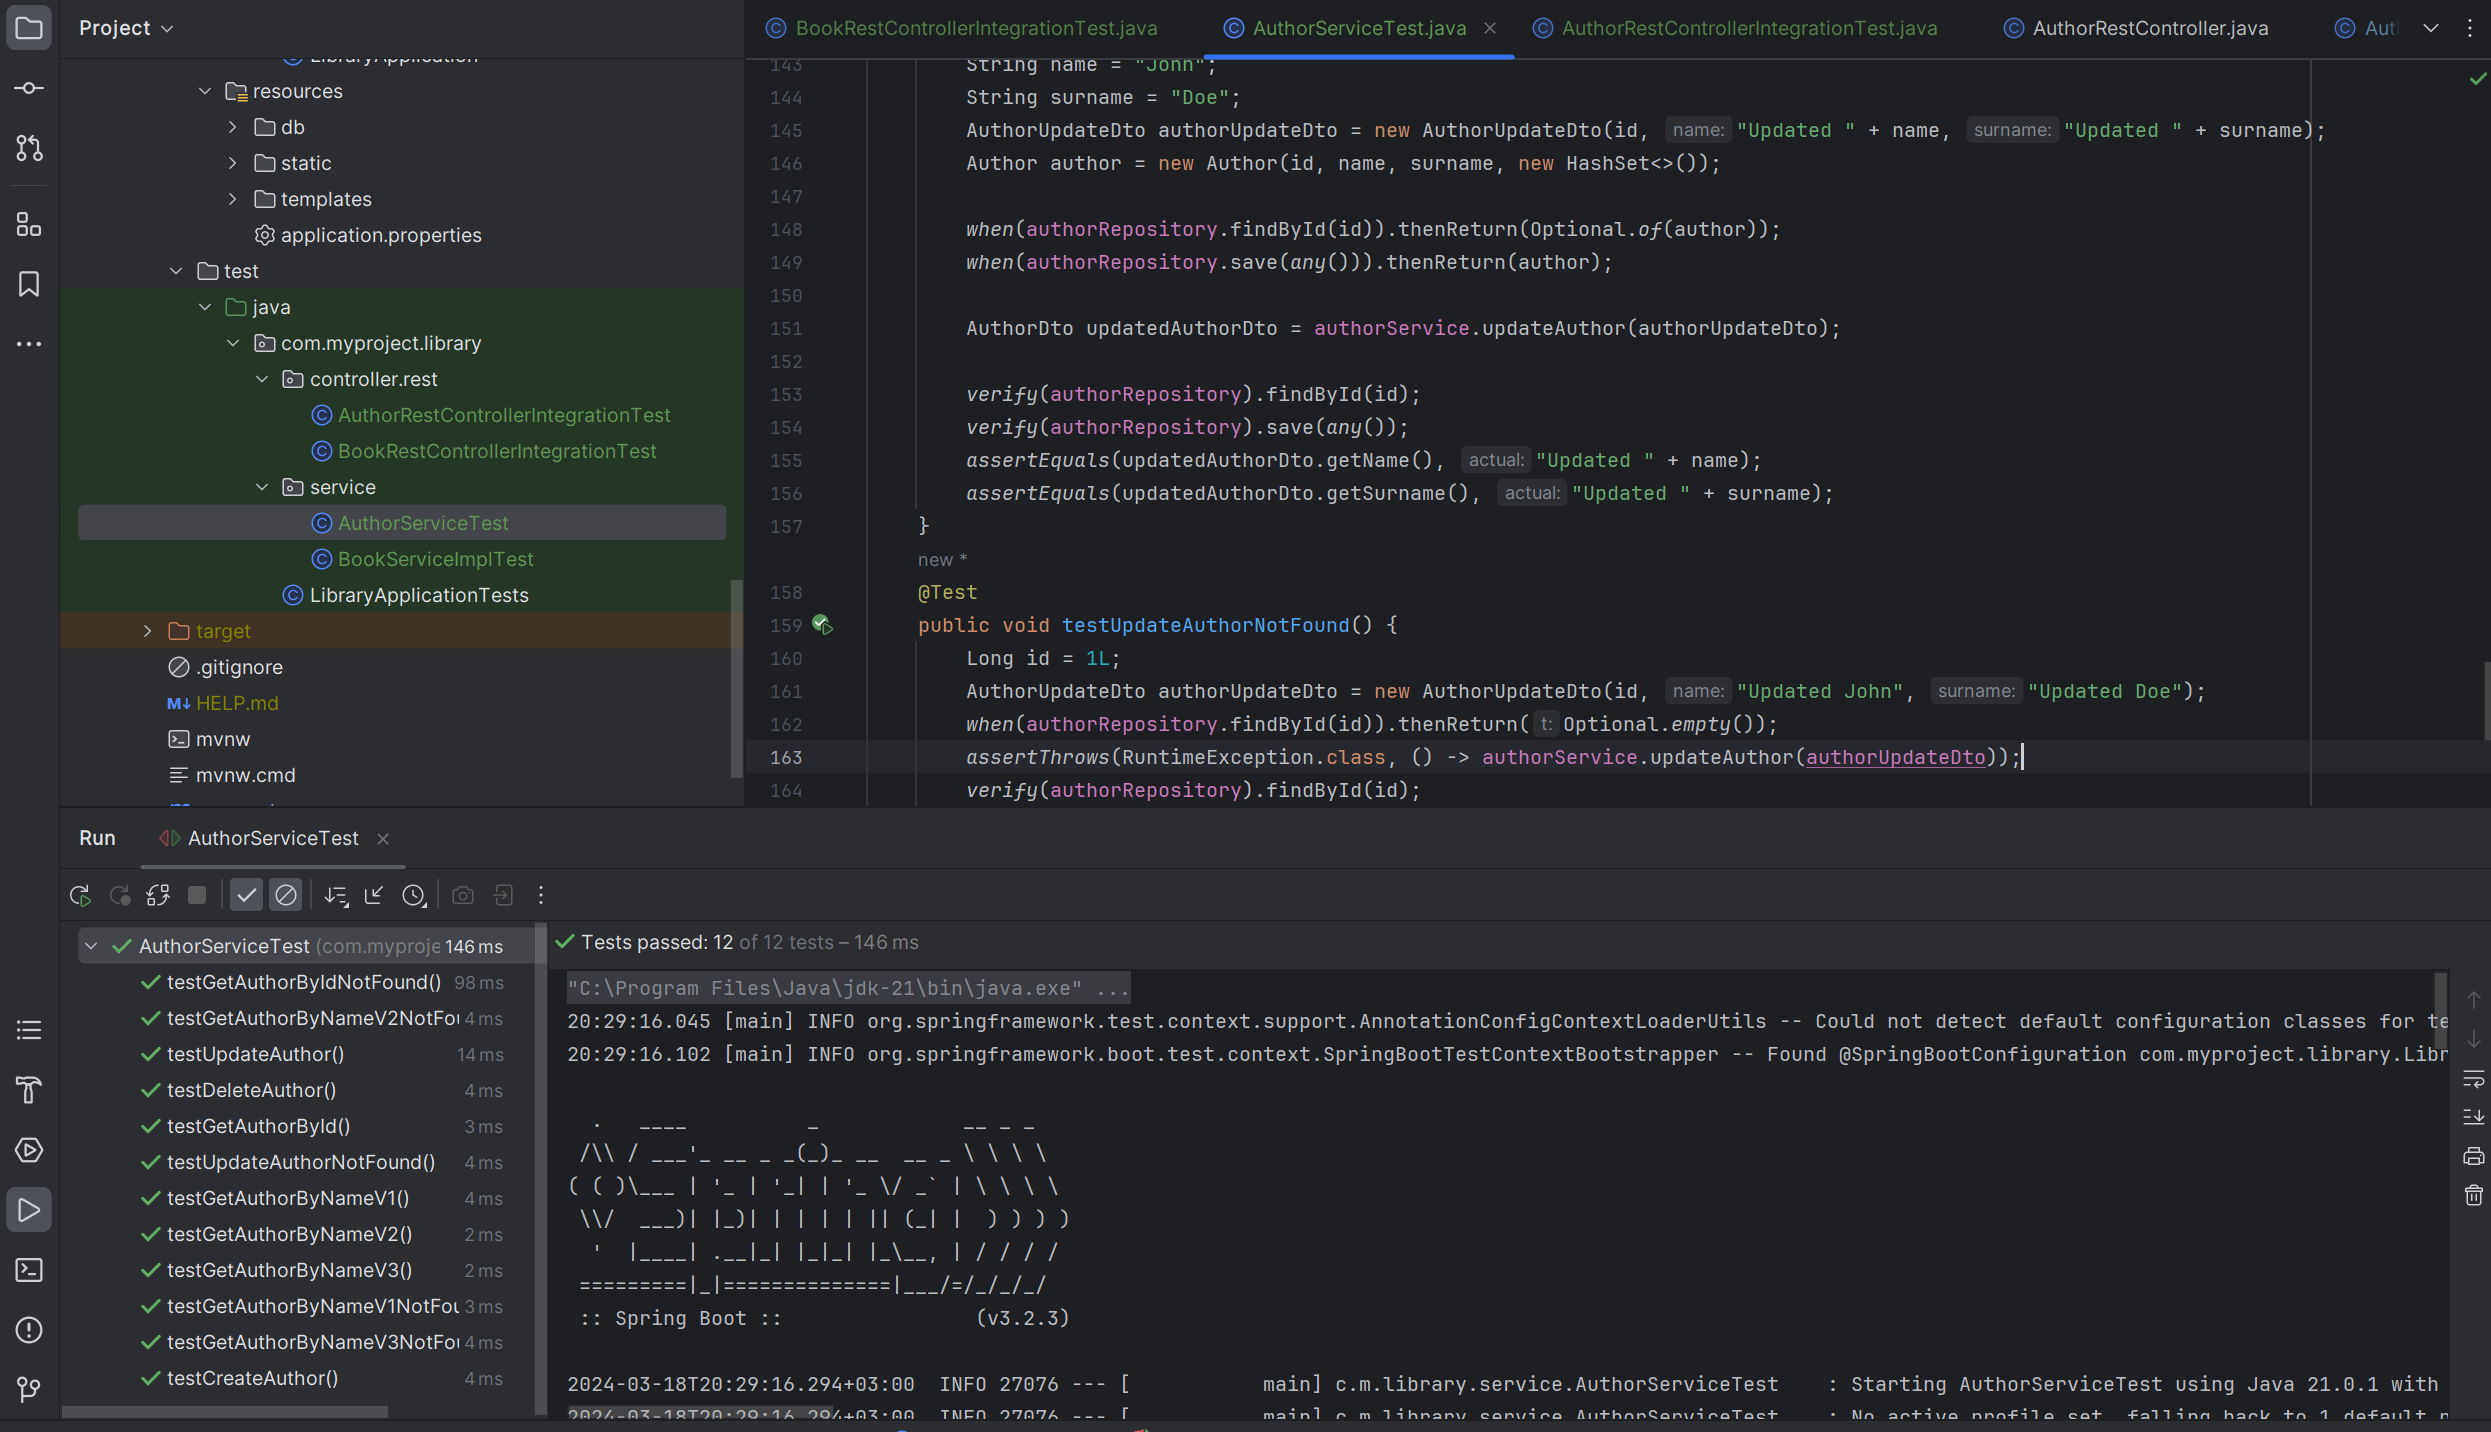 Project
LibraryApplication
resources
db
static
templates
application.properties
test
java
com.myproject.library
controller.rest
AuthorRestControllerIntegrationTest
BookRestControllerIntegrationTest
service
AuthorServiceTest
BookServiceImplTest
LibraryApplicationTests
target
.gitignore
M↓ HELP.md
mvnw
mvnw.cmd
BookRestControllerIntegrationTest.java
AuthorServiceTest.java
AuthorRestControllerIntegrationTest.java
AuthorRestController.java
Aut
143 String name = "John";
144 String surname = "Doe";
145 AuthorUpdateDto authorUpdateDto = new AuthorUpdateDto(id, name: "Updated " + name, surname: "Updated " + surname);
146 Author author = new Author(id, name, surname, new HashSet<>());
147
148 when(authorRepository.findById(id)).thenReturn(Optional.of(author));
149 when(authorRepository.save(any())).thenReturn(author);
150
151 AuthorDto updatedAuthorDto = authorService.updateAuthor(authorUpdateDto);
152
153 verify(authorRepository).findById(id);
154 verify(authorRepository).save(any());
155 assertEquals(updatedAuthorDto.getName(), actual: "Updated " + name);
156 assertEquals(updatedAuthorDto.getSurname(), actual: "Updated " + surname);
157 }
new *
158 @Test
159 public void testUpdateAuthorNotFound() {
160 Long id = 1L;
161 AuthorUpdateDto authorUpdateDto = new AuthorUpdateDto(id, name: "Updated John", surname: "Updated Doe");
162 when(authorRepository.findById(id)).thenReturn( t: Optional.empty());
163 assertThrows(RuntimeException.class, () -> authorService.updateAuthor(authorUpdateDto));
164 verify(authorRepository).findById(id);
Run AuthorServiceTest
AuthorServiceTest (com.myproje 146 ms
testGetAuthorByIdNotFound() 98 ms
testGetAuthorByNameV2NotFou 4 ms
testUpdateAuthor() 14 ms
testDeleteAuthor() 4 ms
testGetAuthorById() 3 ms
testUpdateAuthorNotFound() 4 ms
testGetAuthorByNameV1() 4 ms
testGetAuthorByNameV2() 2 ms
testGetAuthorByNameV3() 2 ms
testGetAuthorByNameV1NotFou 3 ms
testGetAuthorByNameV3NotFou 4 ms
testCreateAuthor() 4 ms
Tests passed: 12 of 12 tests – 146 ms
"C:\Program Files\Java\jdk-21\bin\java.exe" ...
20:29:16.045 [main] INFO org.springframework.test.context.support.AnnotationConfigContextLoaderUtils -- Could not detect default configuration classes for te
20:29:16.102 [main] INFO org.springframework.boot.test.context.SpringBootTestContextBootstrapper -- Found @SpringBootConfiguration com.myproject.library.Libr
  .   ____          _            __ _ _
 /\\ / ___'_ __ _ _(_)_ __  __ _ \ \ \ \
( ( )\___ | '_ | '_| | '_ \/ _` | \ \ \ \
 \\/  ___)| |_)| | | | | || (_| |  ) ) ) )
  '  |____| .__|_| |_|_| |_\__, | / / / /
 =========|_|==============|___/=/_/_/_/
 :: Spring Boot ::                (v3.2.3)
2024-03-18T20:29:16.294+03:00  INFO 27076 --- [           main] c.m.library.service.AuthorServiceTest    : Starting AuthorServiceTest using Java 21.0.1 with
2024-03-18T20:29:16.294+03:00  INFO 27076 --- [           main] c.m.library.service.AuthorServiceTest    : No active profile set, falling back to 1 default p